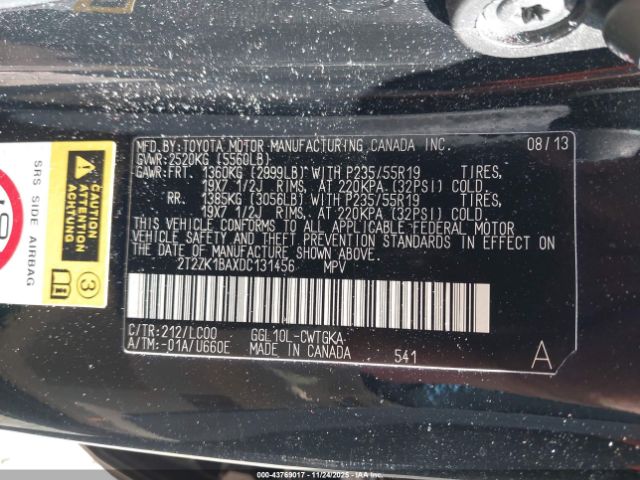 MFD.BY:TOYOTA MOTOR MANUFACTURING CANADA INC. 08/13
GVWR:2520KG (5560LB)
GAWR:FRT. 1360KG (2999LB) WITH P235/55R19 TIRES,
19X7 1/2J RIMS, AT 220KPA (32PSI) COLD.
RR. 1385KG (3056LB) WITH P235/55R19 TIRES,
19X7 1/2J RIMS, AT 220KPA (32PSI) COLD.
THIS VEHICLE CONFORMS TO ALL APPLICABLE FEDERAL MOTOR
VEHICLE SAFETY AND THEFT PREVENTION STANDARDS IN EFFECT
ON THE DATE OF MANUFACTURE SHOWN ABOVE.
2T2ZK1BAXDC131456 MPV
C/TR:212/LC00 GGL10L-CWTGKA
A/TM:-01A/U660E MADE IN CANADA 541 A
SRS SIDE AIRBAG
ATTENTION
ACHTUNG
3
000-43769017 - 11/24/2025 - IAAI Branch